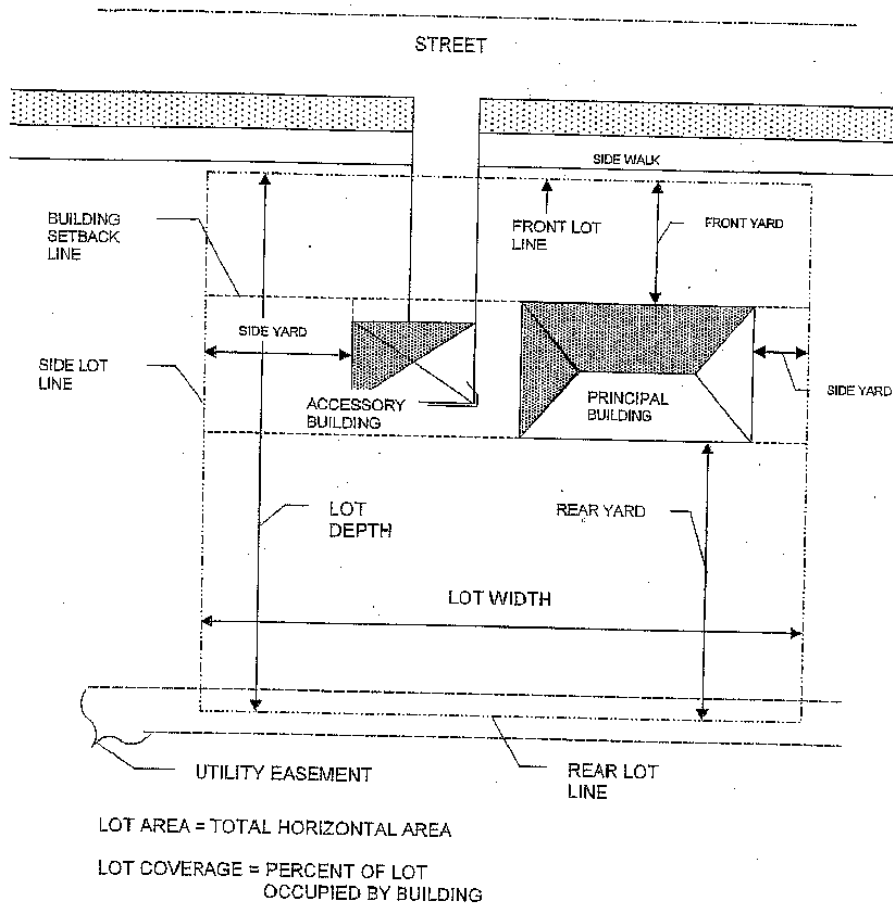 STREET
SIDE WALK
BUILDING
SETBACK
LINE
FRONT LOT
LINE
FRONT YARD
SIDE YARD
SIDE LOT
LINE
SIDE YARD
ACCESSORY
BUILDING
PRINCIPAL
BUILDING
LOT
DEPTH
REAR YARD
LOT WIDTH
UTILITY EASEMENT
REAR LOT
LINE
LOT AREA = TOTAL HORIZONTAL AREA
LOT COVERAGE = PERCENT OF LOT
OCCUPIED BY BUILDING